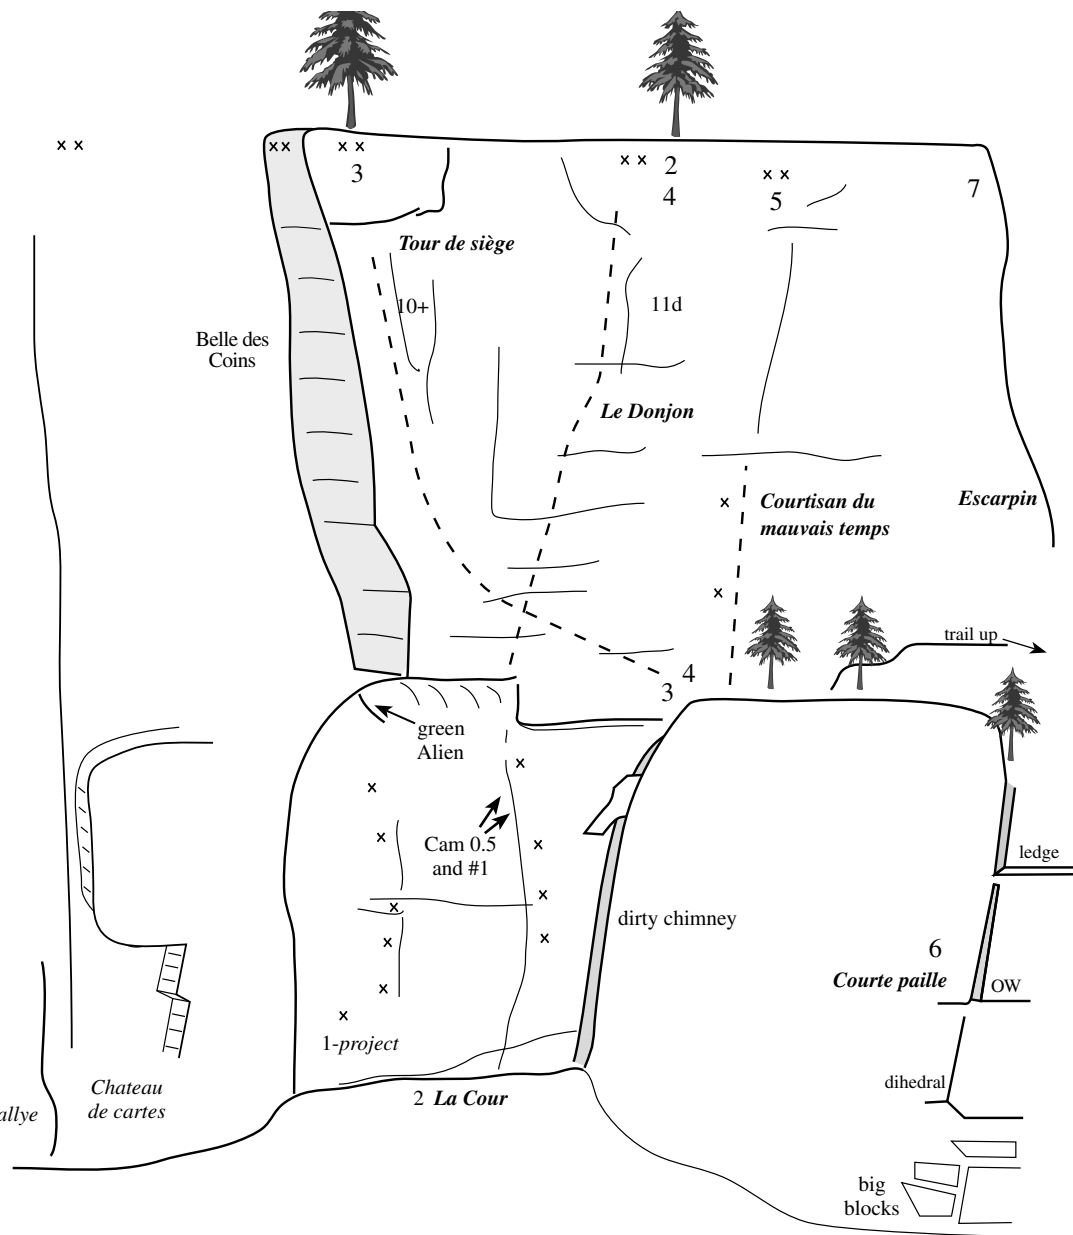 3
2
4
5
7
Tour de siège
10+
11d
Belle des
Coins
Le Donjon
Courtisan du
mauvais temps
Escarpin
trail up
4
3
green
Alien
Cam 0.5
and #1
ledge
dirty chimney
6
Courte paille
OW
1-project
dihedral
Chateau
de cartes
2 La Cour
allye
big
blocks